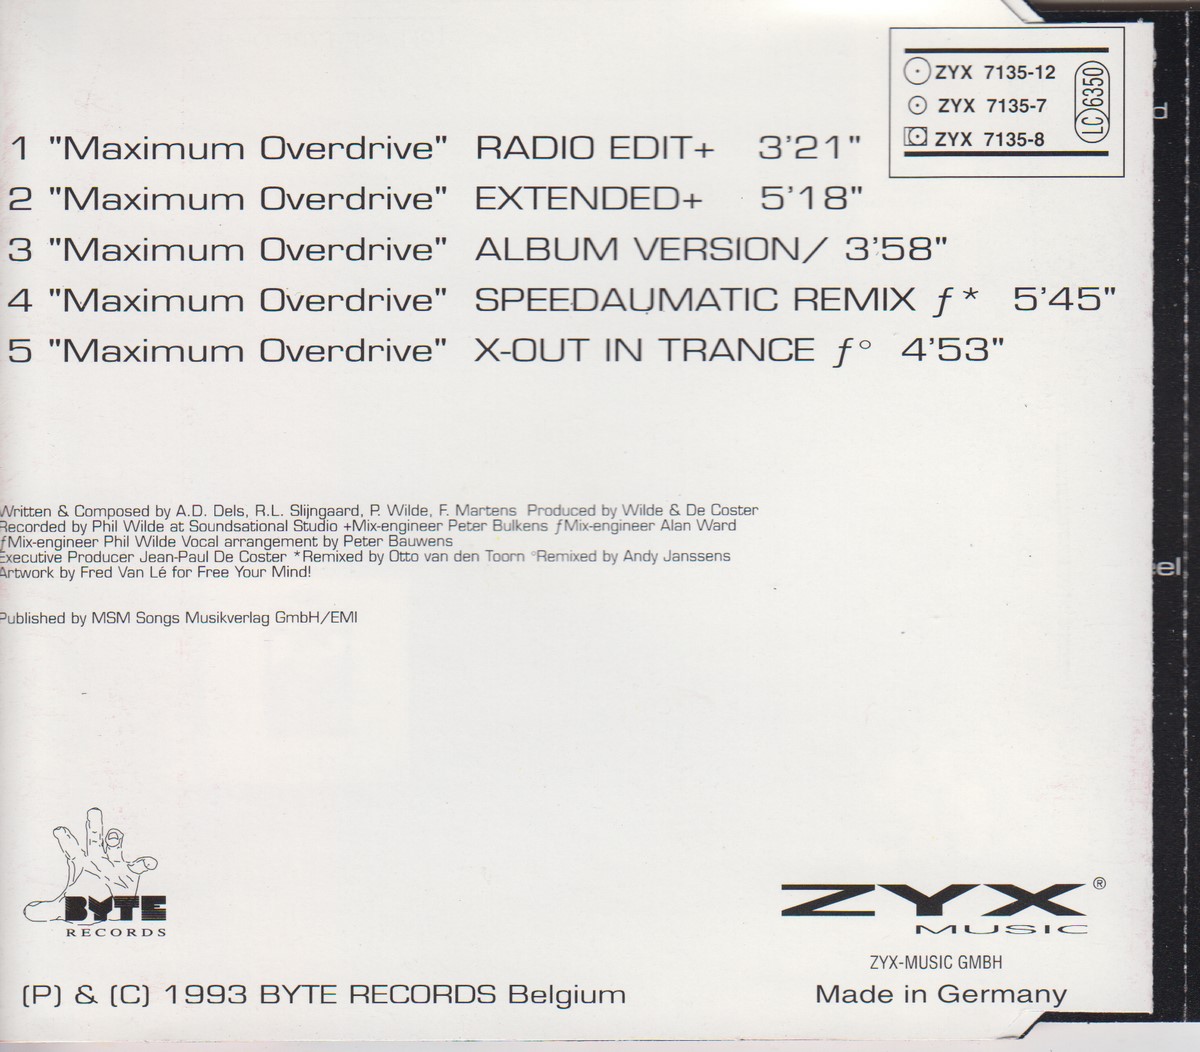 ZYX 7135-12
ZYX 7135-7
ZYX 7135-8
LC 6350
1 "Maximum Overdrive" RADIO EDIT+ 3'21"
2 "Maximum Overdrive" EXTENDED+ 5'18"
3 "Maximum Overdrive" ALBUM VERSION/ 3'58"
4 "Maximum Overdrive" SPEEDAUMATIC REMIX ƒ* 5'45"
5 "Maximum Overdrive" X-OUT IN TRANCE ƒ° 4'53"
Written & Composed by A.D. Dels, R.L. Slijngaard, P. Wilde, F. Martens Produced by Wilde & De Coster
Recorded by Phil Wilde at Soundsational Studio +Mix-engineer Peter Bulkens ƒMix-engineer Alan Ward
ƒMix-engineer Phil Wilde Vocal arrangement by Peter Bauwens
Executive Producer Jean-Paul De Coster *Remixed by Otto van den Toorn °Remixed by Andy Janssens
Artwork by Fred Van Lé for Free Your Mind!
Published by MSM Songs Musikverlag GmbH/EMI
BYTE
RECORDS
ZYX ®
MUSIC
ZYX-MUSIC GMBH
(P) & (C) 1993 BYTE RECORDS Belgium
Made in Germany